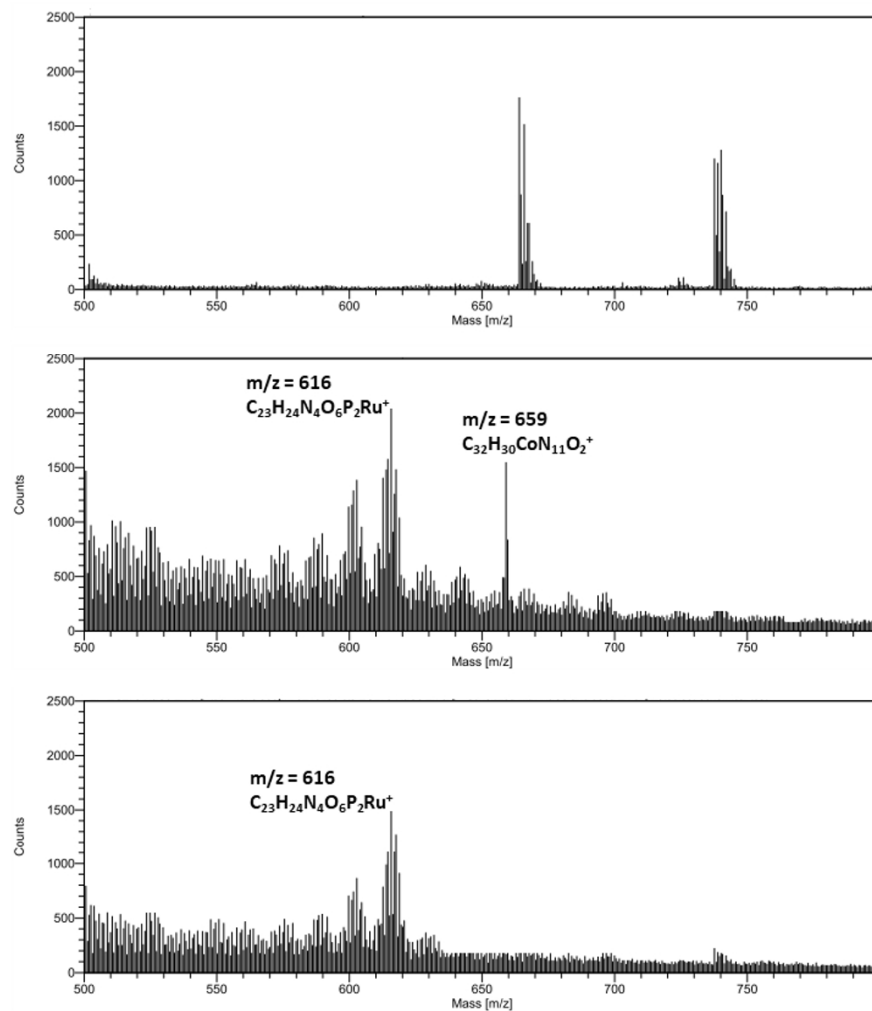 2500
2000
1500
1000
500
0
Counts
500 550 600 650 700 750
Mass [m/z]
2500
2000
1500
1000
500
0
Counts
m/z = 616
C₂₃H₂₄N₄O₆P₂Ru⁺
m/z = 659
C₃₂H₃₀CoN₁₁O₂⁺
500 550 600 650 700 750
Mass [m/z]
2500
2000
1500
1000
500
0
Counts
m/z = 616
C₂₃H₂₄N₄O₆P₂Ru⁺
500 550 600 650 700 750
Mass [m/z]